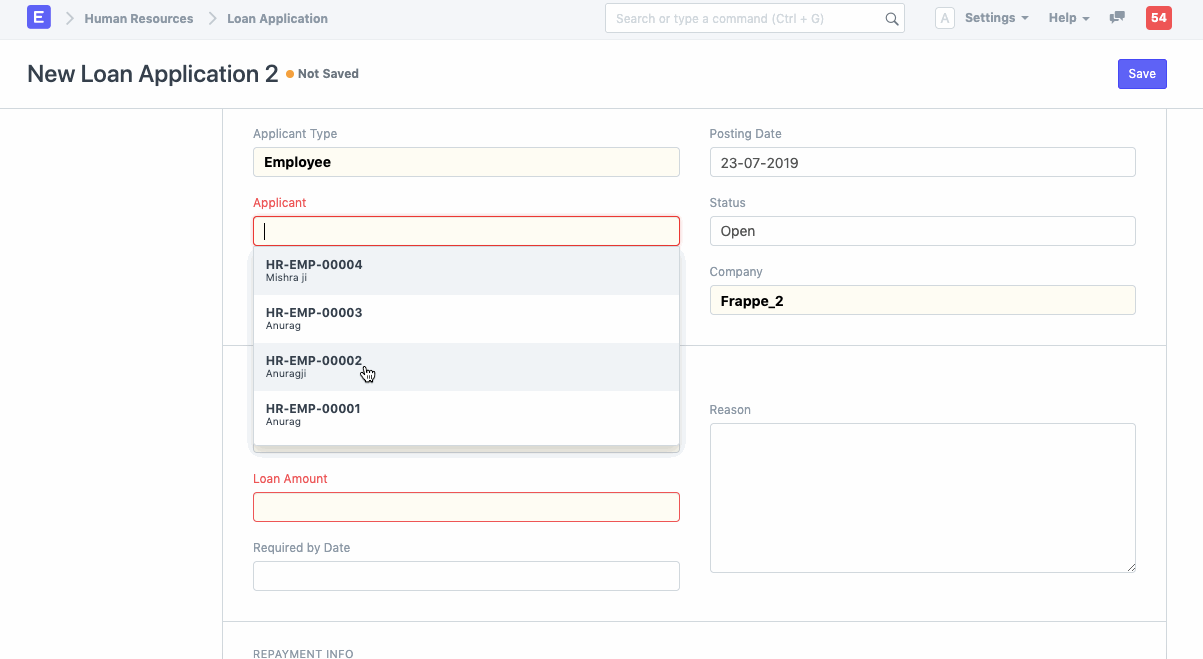 E Human Resources Loan Application Search or type a command (Ctrl + G) A Settings Help 54
New Loan Application 2 Not Saved Save
Applicant Type
Employee
Applicant
HR-EMP-00004
Mishra ji
HR-EMP-00003
Anurag
HR-EMP-00002
Anuragji
HR-EMP-00001
Anurag
Loan Amount
Required by Date
Posting Date
23-07-2019
Status
Open
Company
Frappe_2
Reason
REPAYMENT INFO